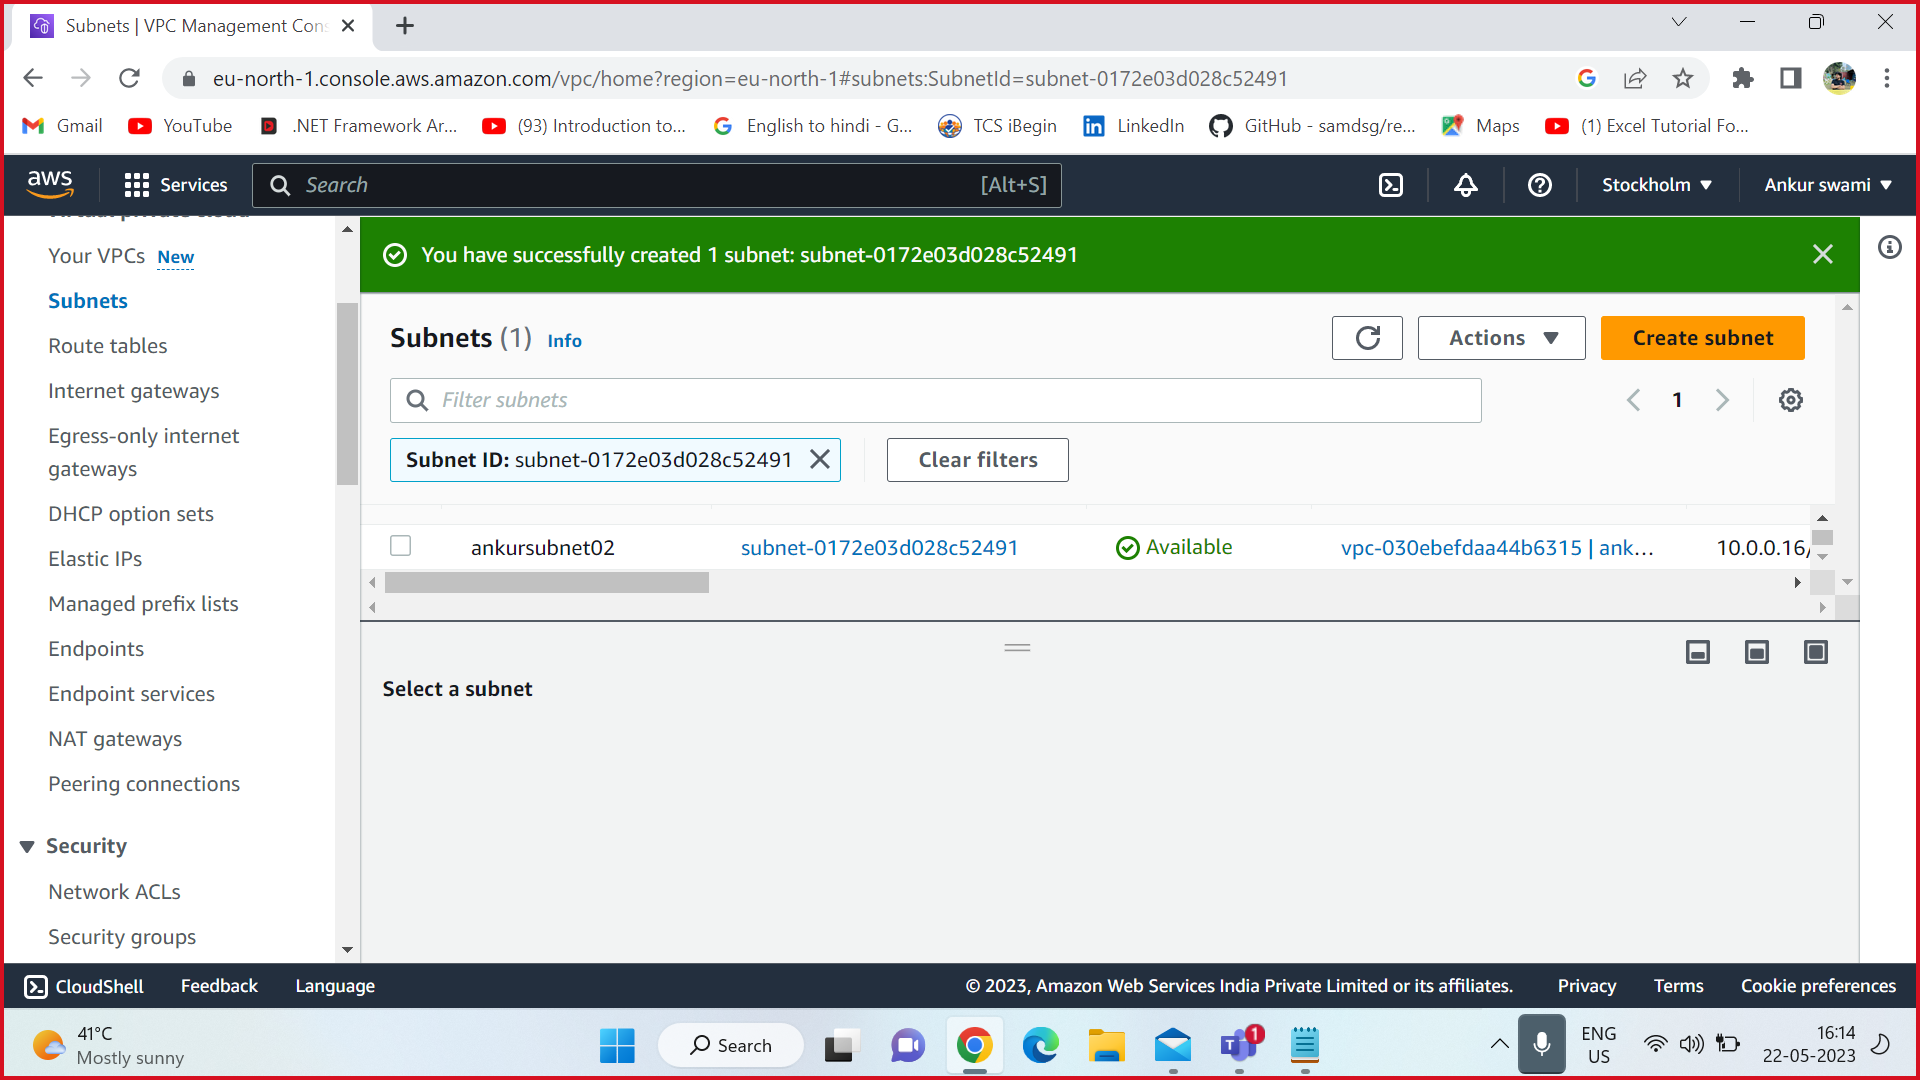 Subnets | VPC Management Con
eu-north-1.console.aws.amazon.com/vpc/home?region=eu-north-1#subnets:SubnetId=subnet-0172e03d028c52491
Gmail
YouTube
.NET Framework Ar...
(93) Introduction to...
English to hindi - G...
TCS iBegin
LinkedIn
GitHub - samdsg/re...
Maps
(1) Excel Tutorial Fo...
aws
Services
Search
[Alt+S]
Stockholm
Ankur swami
Virtual private cloud
Your VPCs New
Subnets
Route tables
Internet gateways
Egress-only internet
gateways
DHCP option sets
Elastic IPs
Managed prefix lists
Endpoints
Endpoint services
NAT gateways
Peering connections
Security
Network ACLs
Security groups
You have successfully created 1 subnet: subnet-0172e03d028c52491
Subnets (1) Info
Actions
Create subnet
Filter subnets
1
Subnet ID: subnet-0172e03d028c52491
Clear filters
ankursubnet02
subnet-0172e03d028c52491
Available
vpc-030ebefdaa44b6315 | ank...
10.0.0.16/
Select a subnet
CloudShell
Feedback
Language
© 2023, Amazon Web Services India Private Limited or its affiliates.
Privacy
Terms
Cookie preferences
41°C
Mostly sunny
Search
1
ENG
US
16:14
22-05-2023